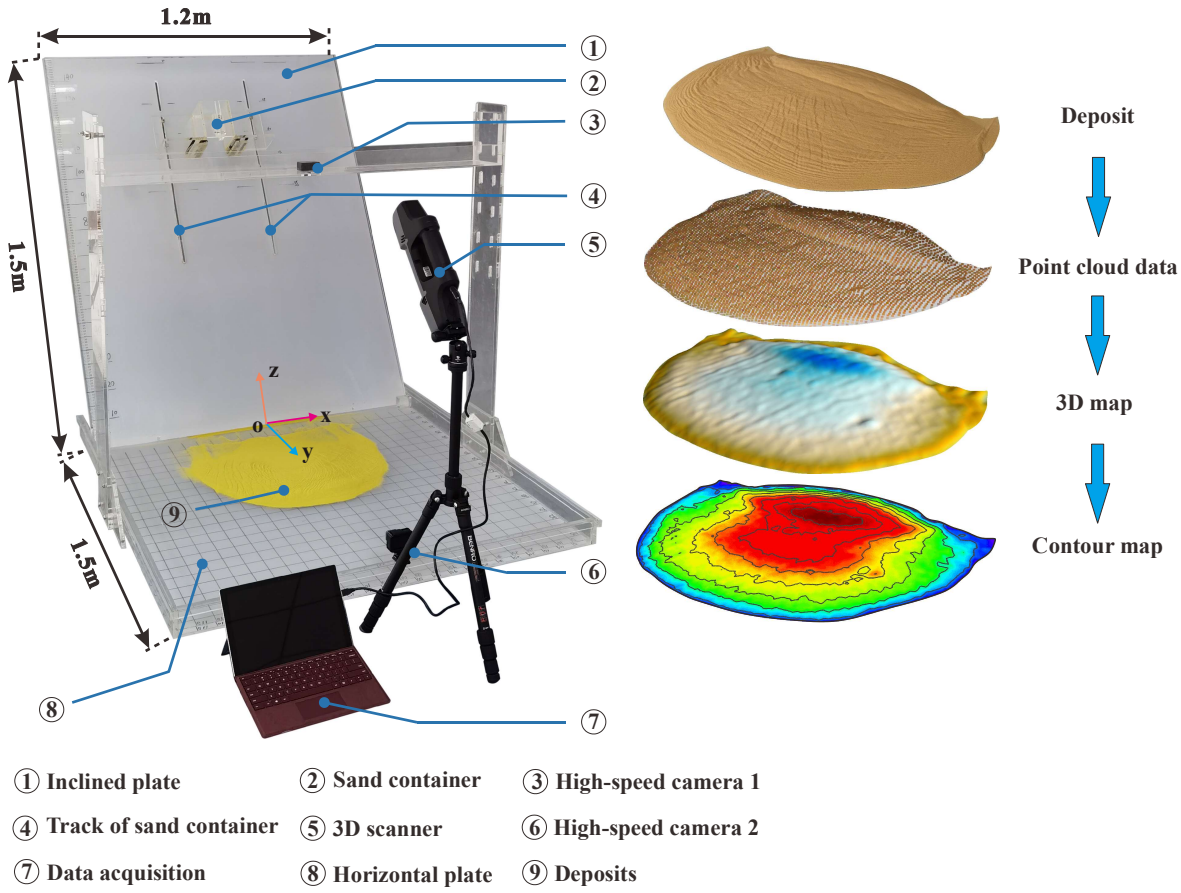 1.2m
1.5m
1.5m
①
②
③
④
⑤
⑥
⑦
⑧
⑨
z
x
o
y
Deposit
Point cloud data
3D map
Contour map
① Inclined plate
② Sand container
③ High-speed camera 1
④ Track of sand container
⑤ 3D scanner
⑥ High-speed camera 2
⑦ Data acquisition
⑧ Horizontal plate
⑨ Deposits